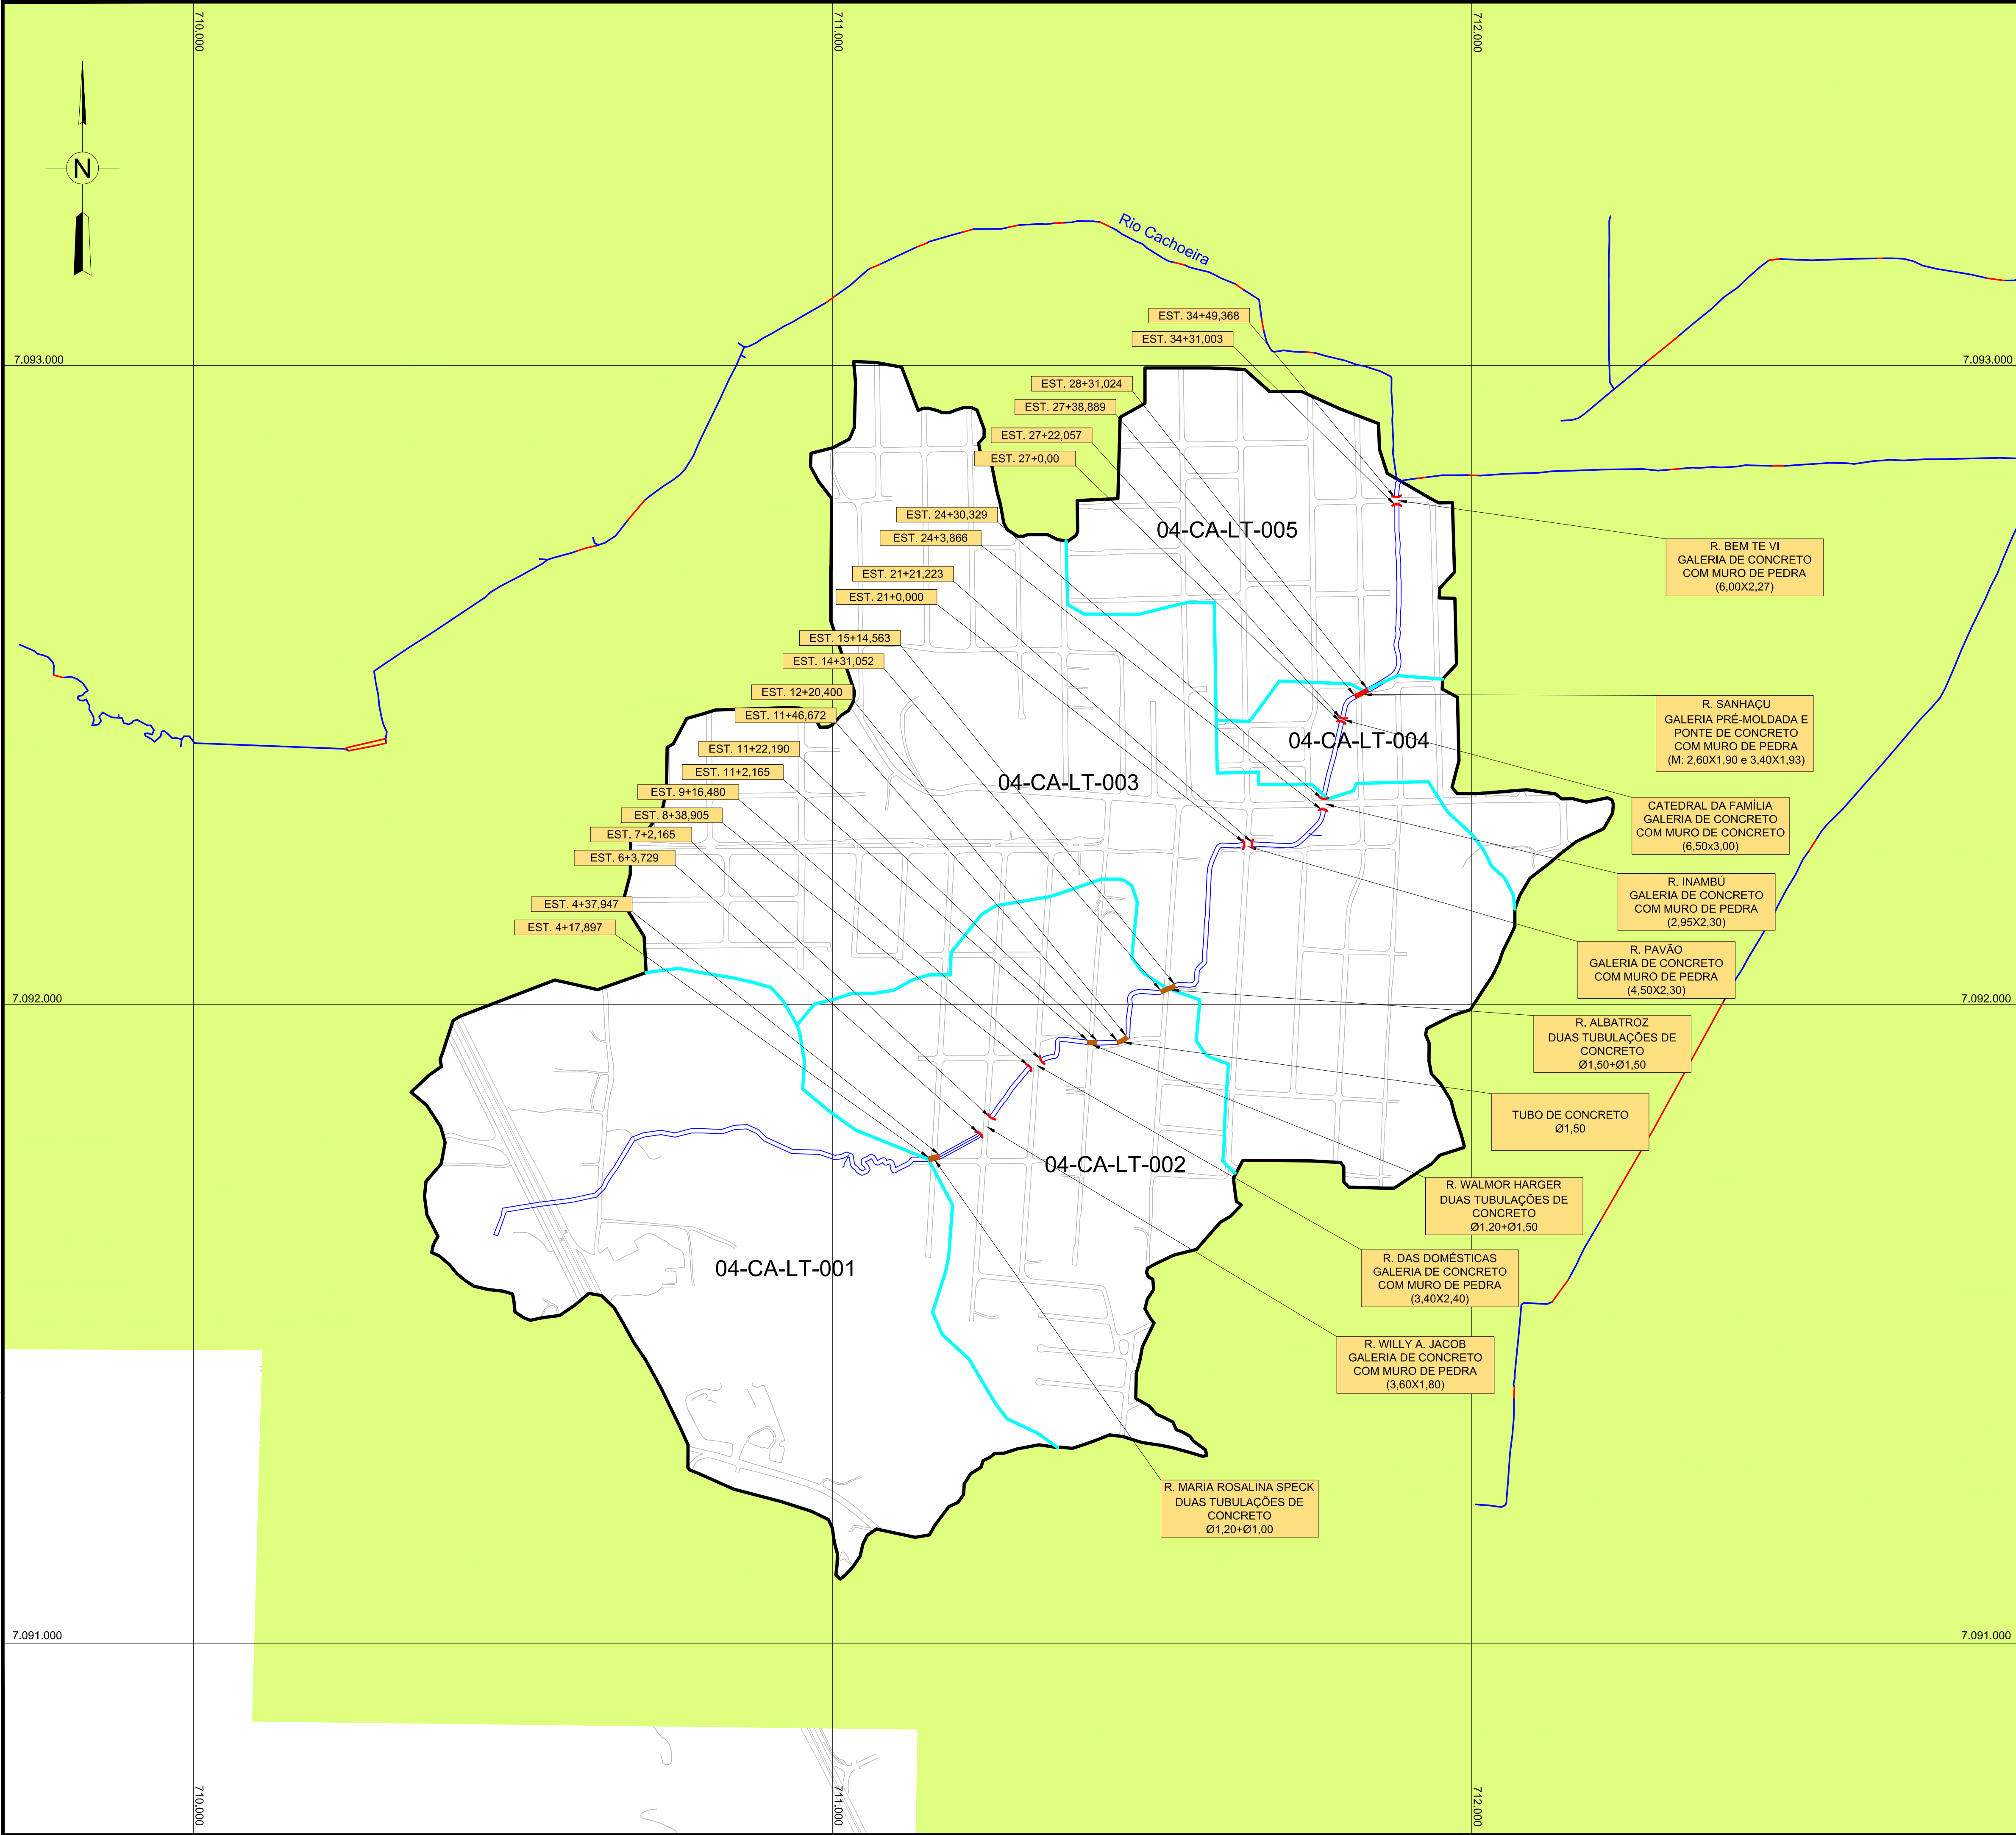 710.000
711.000
712.000
N
Rio Cachoeira
EST. 34+49,368
EST. 34+31,003
7.093.000
7.093.000
EST. 28+31,024
EST. 27+38,889
EST. 27+22,057
EST. 27+0,00
EST. 24+30,329
EST. 24+3,866
04-CA-LT-005
R. BEM TE VI
GALERIA DE CONCRETO
COM MURO DE PEDRA
(6,00X2,27)
EST. 21+21,223
EST. 21+0,000
EST. 15+14,563
EST. 14+31,052
EST. 12+20,400
EST. 11+46,672
R. SANHAÇU
GALERIA PRÉ-MOLDADA E
PONTE DE CONCRETO
COM MURO DE PEDRA
(M: 2,60X1,90 e 3,40X1,93)
04-CA-LT-004
04-CA-LT-003
EST. 11+22,190
EST. 11+2,165
EST. 9+16,480
EST. 8+38,905
EST. 7+2,165
EST. 6+3,729
CATEDRAL DA FAMÍLIA
GALERIA DE CONCRETO
COM MURO DE CONCRETO
(6,50x3,00)
R. INAMBÚ
GALERIA DE CONCRETO
COM MURO DE PEDRA
(2,95X2,30)
EST. 4+37,947
EST. 4+17,897
R. PAVÃO
GALERIA DE CONCRETO
COM MURO DE PEDRA
(4,50X2,30)
7.092.000
7.092.000
R. ALBATROZ
DUAS TUBULAÇÕES DE
CONCRETO
Ø1,50+Ø1,50
TUBO DE CONCRETO
Ø1,50
04-CA-LT-002
R. WALMOR HARGER
DUAS TUBULAÇÕES DE
CONCRETO
Ø1,20+Ø1,50
04-CA-LT-001
R. DAS DOMÉSTICAS
GALERIA DE CONCRETO
COM MURO DE PEDRA
(3,40X2,40)
R. WILLY A. JACOB
GALERIA DE CONCRETO
COM MURO DE PEDRA
(3,60X1,80)
R. MARIA ROSALINA SPECK
DUAS TUBULAÇÕES DE
CONCRETO
Ø1,20+Ø1,00
7.091.000
7.091.000
710.000
711.000
712.000